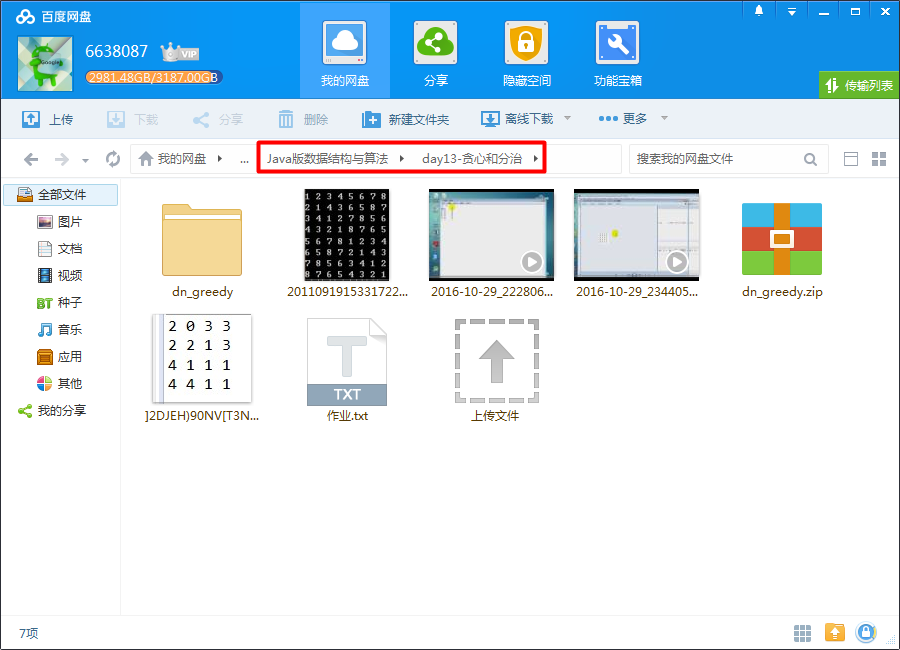 百度网盘
6638087 VIP
2981.48GB/3187.00GB
我的网盘
分享
隐藏空间
功能宝箱
传输列表
上传 下载 分享 删除 新建文件夹 离线下载 更多
我的网盘 ... Java版数据结构与算法 day13-贪心和分治
搜索我的网盘文件
全部文件
图片
文档
视频
BT 种子
音乐
应用
其他
我的分享
dn_greedy
1 2 3 4 5 6 7 8
2 1 4 3 6 5 8 7
3 4 1 2 7 8 5 6
4 3 2 1 8 7 6 5
5 6 7 8 1 2 3 4
6 5 8 7 2 1 4 3
7 8 5 6 3 4 1 2
8 7 6 5 4 3 2 1
2011091915331722...
2016-10-29_222806...
2016-10-29_234405...
dn_greedy.zip
2 0 3 3
2 2 1 3
4 1 1 1
4 4 1 1
]2DJEH)90NV[T3N...
TXT
作业.txt
上传文件
7项